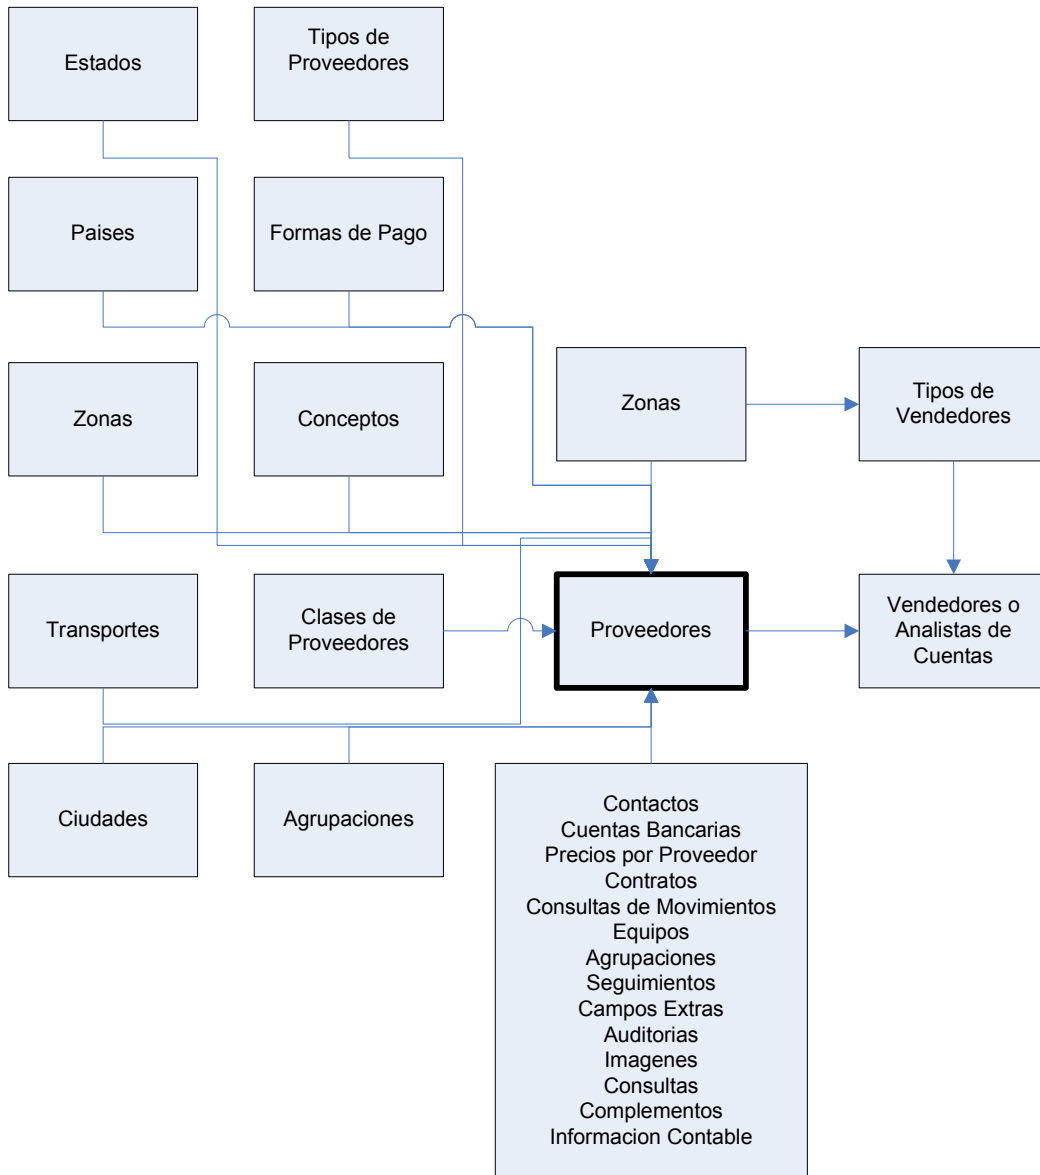 Estados
Tipos de
Proveedores
Paises
Formas de Pago
Zonas
Conceptos
Zonas
Tipos de
Vendedores
Transportes
Clases de
Proveedores
Proveedores
Vendedores o
Analistas de
Cuentas
Ciudades
Agrupaciones
Contactos
Cuentas Bancarias
Precios por Proveedor
Contratos
Consultas de Movimientos
Equipos
Agrupaciones
Seguimientos
Campos Extras
Auditorias
Imagenes
Consultas
Complementos
Informacion Contable